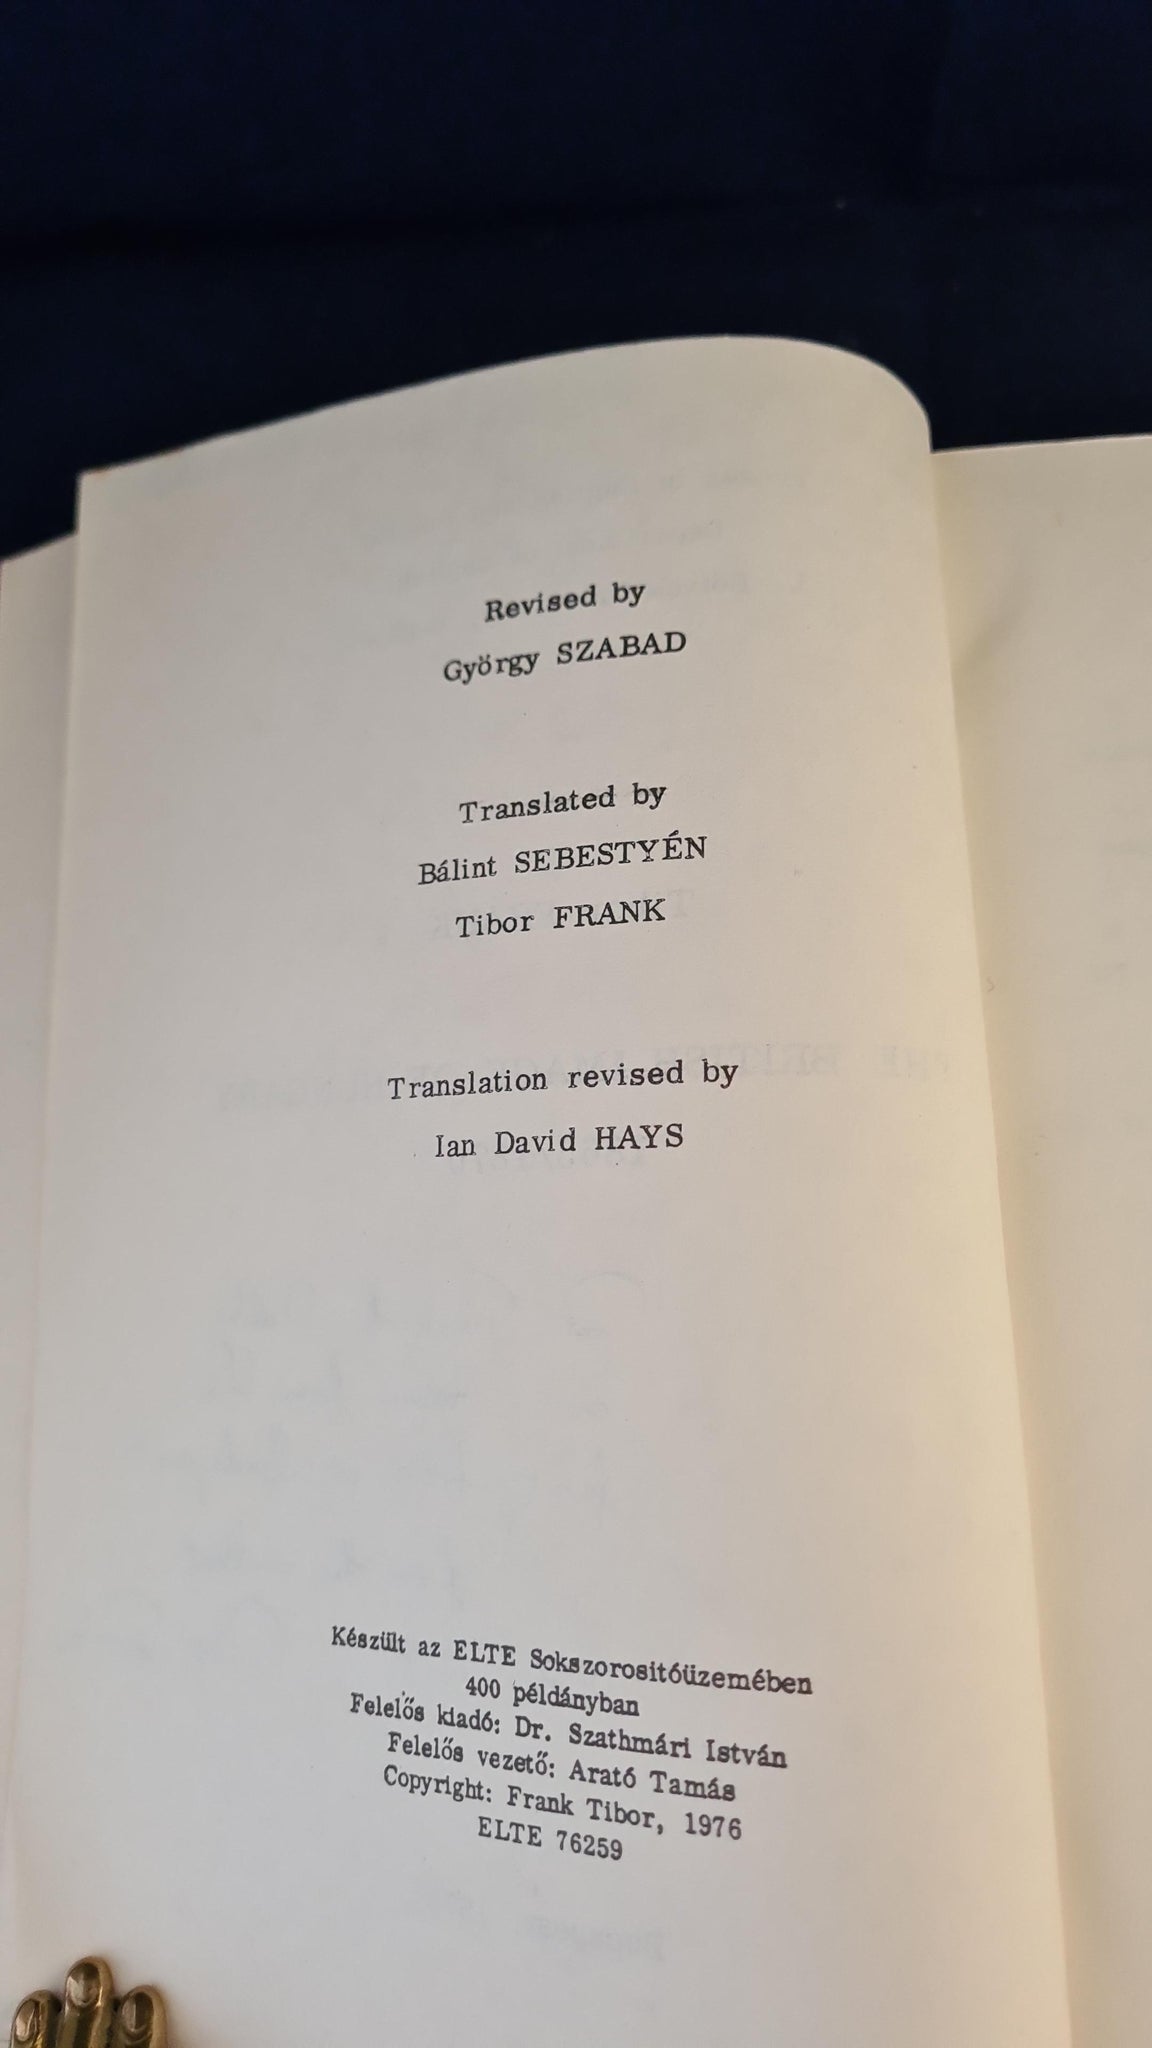 Revised by
György SZABAD
Translated by
Bálint SEBESTYÉN
Tibor FRANK
Translation revised by
Ian David HAYS
Készült az ELTE Sokszorositóüzemében
400 példányban
Felelős kiadó: Dr. Szathmári István
Felelős vezető: Arató Tamás
Copyright: Frank Tibor, 1976
ELTE 76259